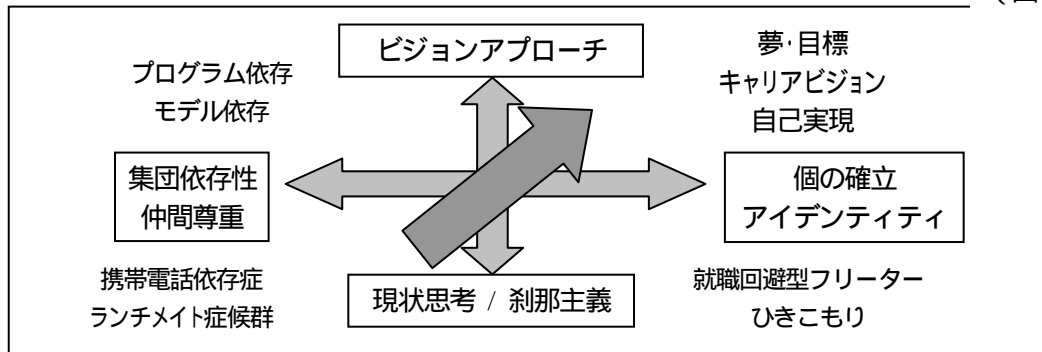 （図
ビジョンアプローチ
プログラム依存
モデル依存
夢・目標
キャリアビジョン
自己実現
集団依存性
仲間尊重
個の確立
アイデンティティ
携帯電話依存症
ランチメイト症候群
現状思考 / 刹那主義
就職回避型フリーター
ひきこもり